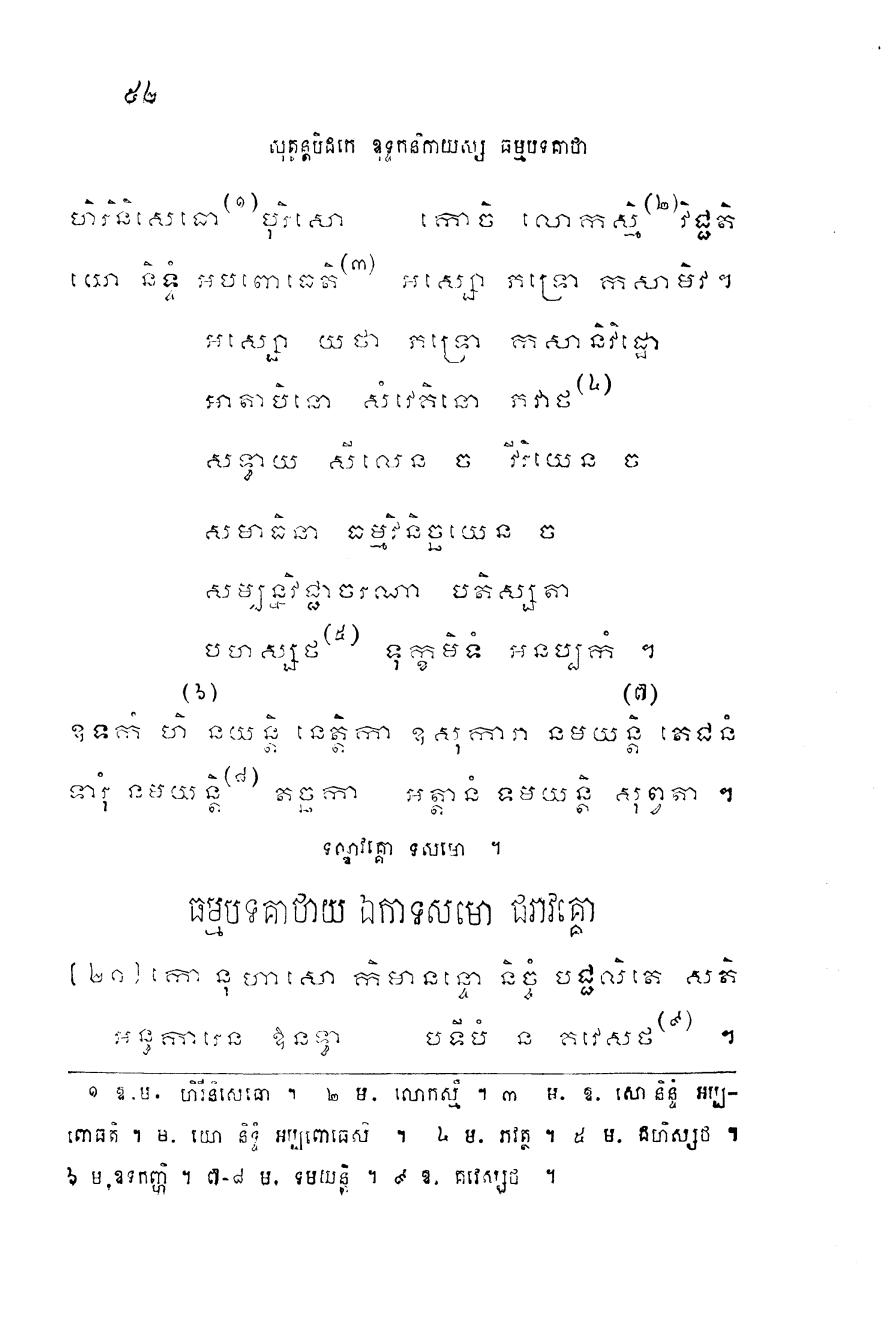 ៥២
សុត្តន្តបិដកេ ខុទ្ទកនិកាយស្ស ធម្មបទគាថា
ហិរិនិសេធោ(១)បុរិសោ កោចិ លោកស្មិំ(២)វិជ្ជតិ
យោ និទ្ទំ អបពោធេតិ(៣) អស្សោ ភទ្រោ កសាមិវ។
អស្សោ យថា ភទ្រោ កសានិវិដ្ឋោ
អាតាបិនោ សំវេគិនោ ភវាថ(៤)
សទ្ធាយ សីលេន ច វីរិយេន ច
សមាធិនា ធម្មវិនិច្ឆយេន ច
សម្បន្នវិជ្ជាចរណា បតិស្សតា
បហស្សថ(៥) ទុក្ខមិទំ អនប្បកំ ។
(៦) (៧)
ឧទកំ ហិ នយន្តិ នេត្តិកា ឧសុការា នមយន្តិ តេជនំ
ទារុំ នមយន្តិ(៨) តច្ឆកា អត្តានំ ទមយន្តិ សុព្វតា ។
ទណ្ឌវគ្គោ ទសមោ ។
ធម្មបទគាថាយ ឯកាទសមោ ជរាវគ្គោ
[២១] កោ នុ ហាសោ កិមានន្ទោ និច្ចំ បជ្ជលិតេ សតិ
អន្ធការេន ឱនទ្ធា បទីបំ ន គវេសថ(៩) ។
១ ឱ.ម. ហិរីនិសេធោ ។ ២ ម. លោកស្មិំ ។ ៣ ម. ឱ. សោ និន្ទំ អប្ប-
ពោធតិ ។ ម. យោ និទ្ទំ អប្បពោធេសិ ។ ៤ ម. ភវត្ថ ។ ៥ ម. ជហិស្សថ ។
៦ ម.ឧទកញ្ហិ ។ ៧-៨ ម. ទមយន្តិ ។ ៩ ឱ. គវេស្សថ ។